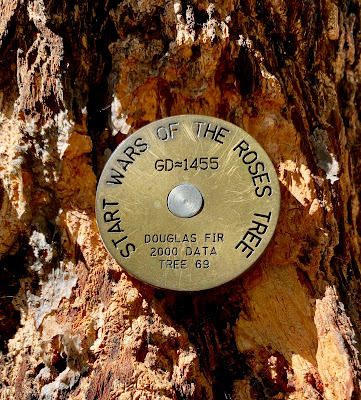 START WARS OF THE ROSES TREE
GD≈1455
DOUGLAS FIR
2000 DATA
TREE 69